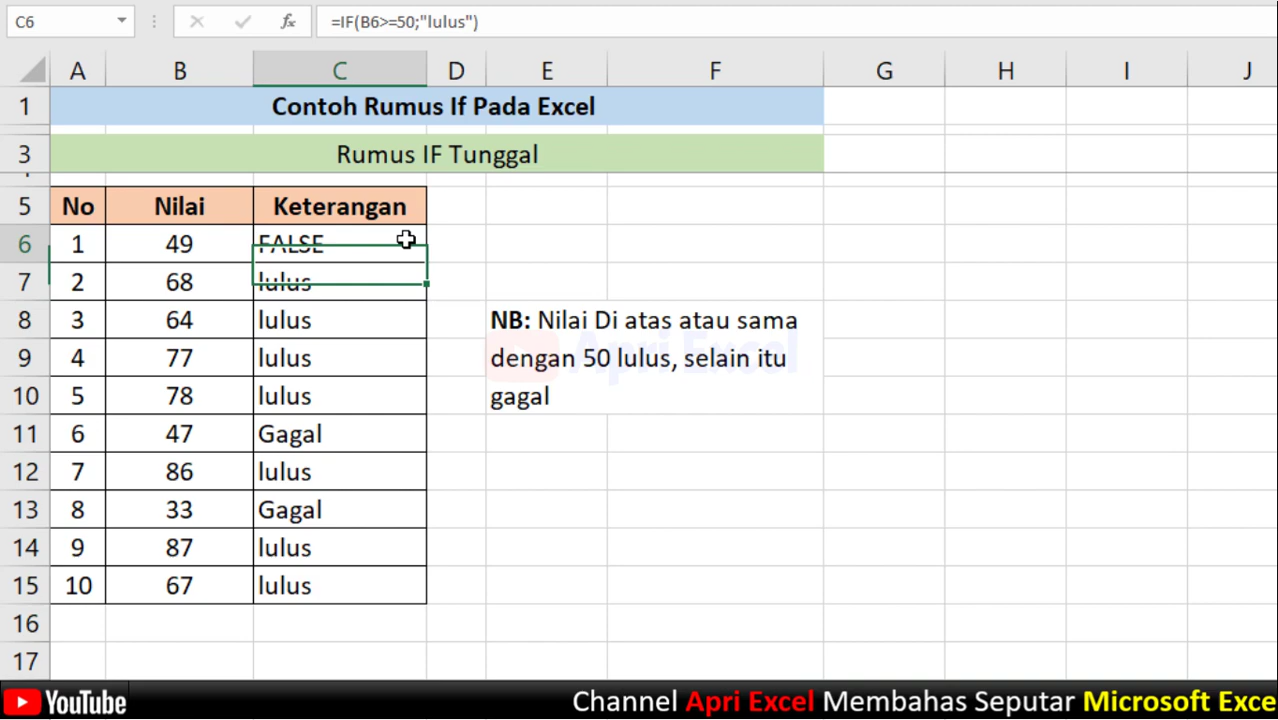 C6 fx =IF(B6>=50;"lulus")
A B C D E F G H I J
1 Contoh Rumus If Pada Excel
3 Rumus IF Tunggal
5 No Nilai Keterangan
6 1 49 FALSE
7 2 68 lulus
8 3 64 lulus NB: Nilai Di atas atau sama
9 4 77 lulus dengan 50 lulus, selain itu
10 5 78 lulus gagal
11 6 47 Gagal
12 7 86 lulus
13 8 33 Gagal
14 9 87 lulus
15 10 67 lulus
16
17
Apri Excel
YouTube Channel Apri Excel Membahas Seputar Microsoft Exce